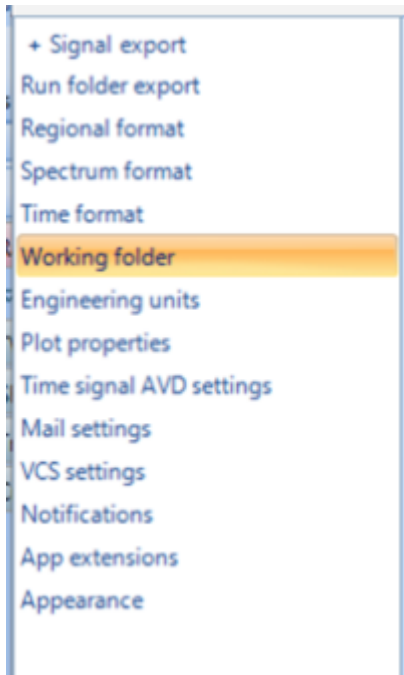 + Signal export
Run folder export
Regional format
Spectrum format
Time format
Working folder
Engineering units
Plot properties
Time signal AVD settings
Mail settings
VCS settings
Notifications
App extensions
Appearance